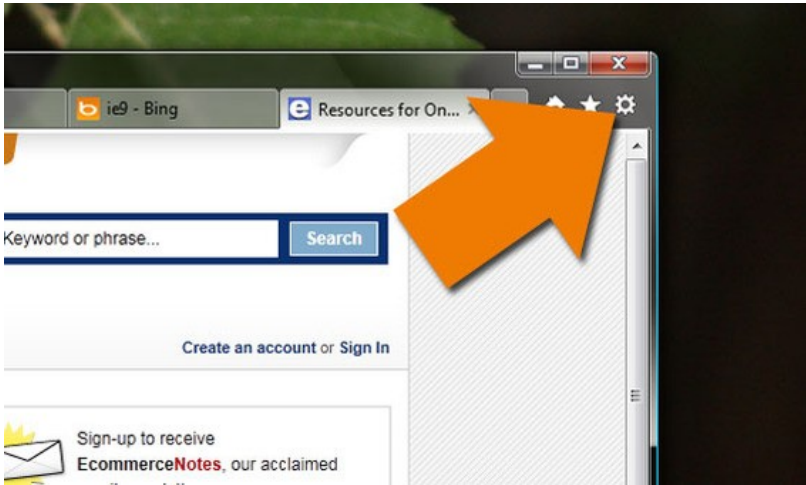 ie9 - Bing
Resources for On...
Keyword or phrase...
Search
Create an account or Sign In
Sign-up to receive
EcommerceNotes, our acclaimed